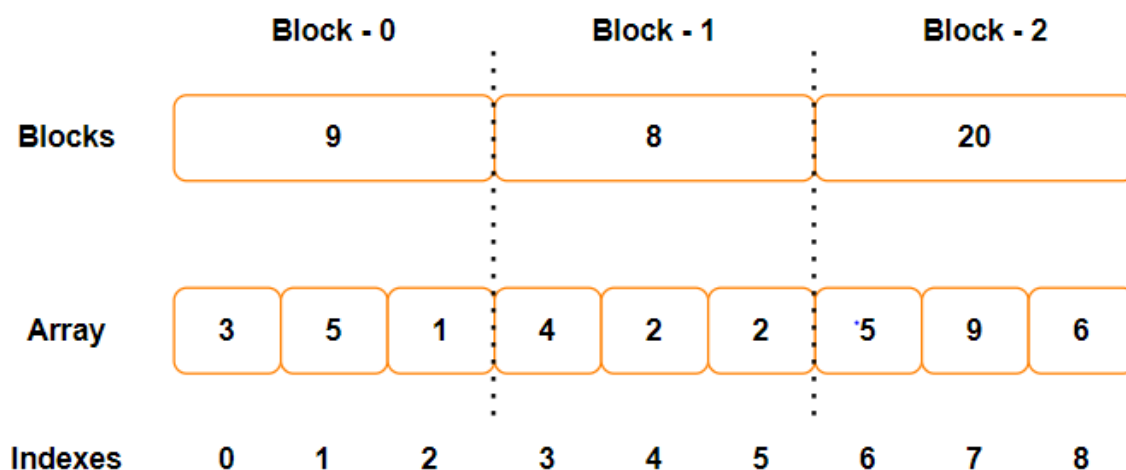 Block - 0 Block - 1 Block - 2
Blocks 9 8 20
Array 3 5 1 4 2 2 5 9 6
Indexes 0 1 2 3 4 5 6 7 8